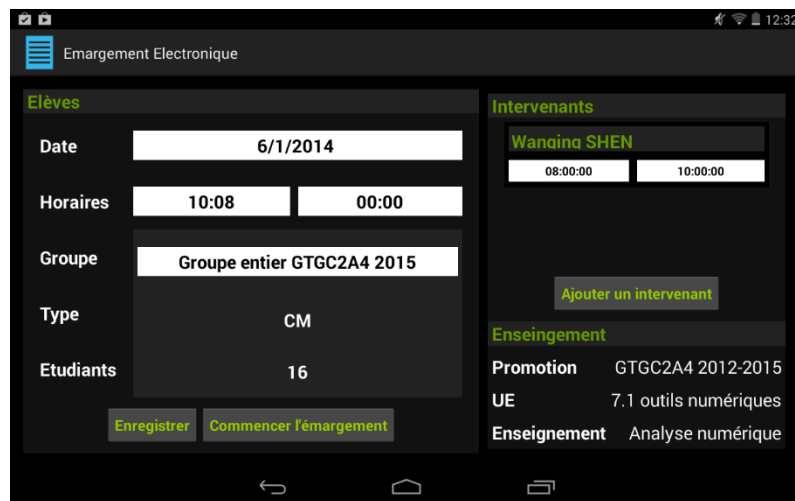 12:32
Emargement Electronique
Elèves
Date 6/1/2014
Horaires 10:08 00:00
Groupe Groupe entier GTGC2A4 2015
Type CM
Etudiants 16
Enregistrer Commencer l'émargement
Intervenants
Wanqing SHEN
08:00:00 10:00:00
Ajouter un intervenant
Enseingement
Promotion GTGC2A4 2012-2015
UE 7.1 outils numériques
Enseignement Analyse numérique